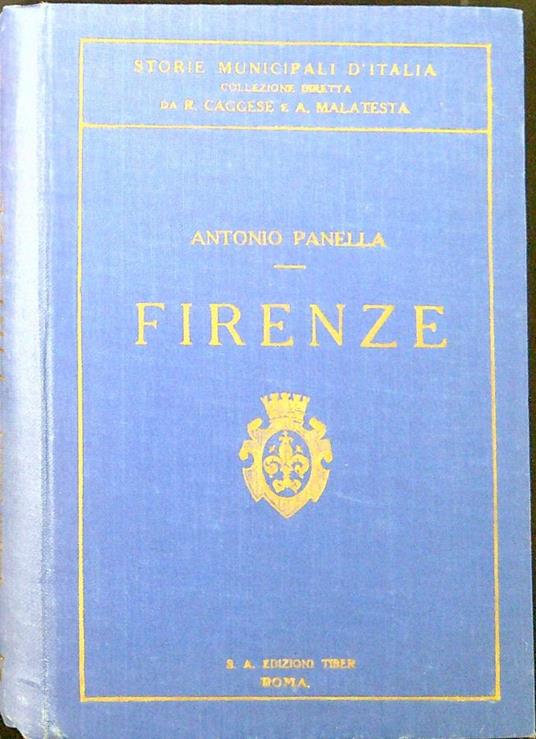 STORIE MUNICIPALI D'ITALIA
COLLEZIONE DIRETTA
DA R. CAGGESE E A. MALATESTA
ANTONIO PANELLA
FIRENZE
S. A. EDIZIONI TIBER
ROMA.